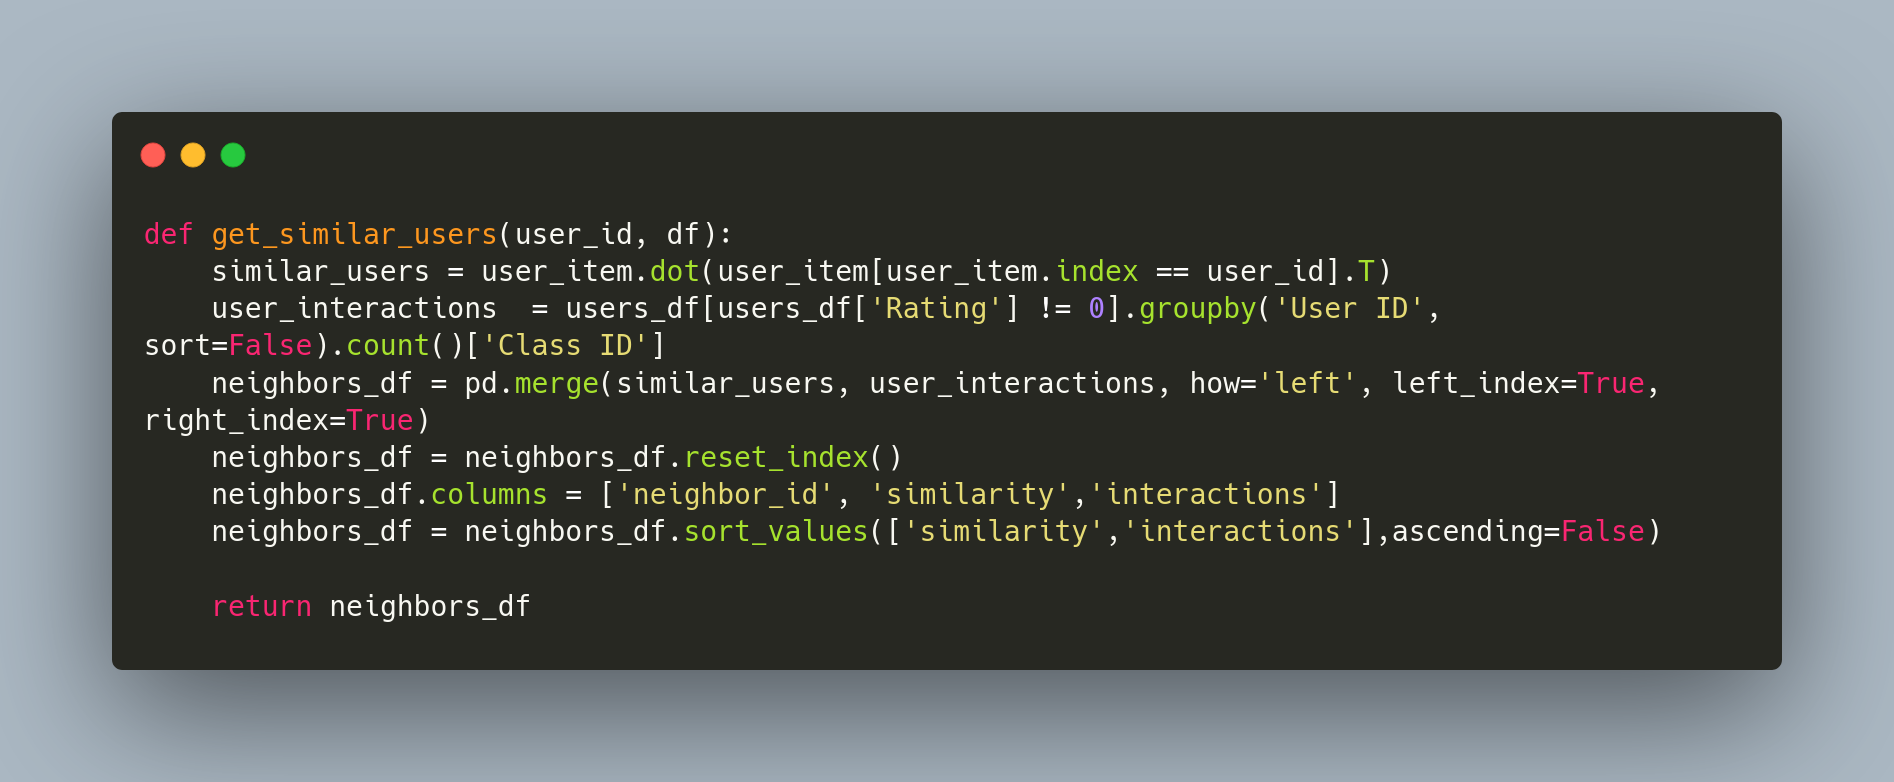 def get_similar_users(user_id, df):
    similar_users = user_item.dot(user_item[user_item.index == user_id].T)
    user_interactions  = users_df[users_df['Rating'] != 0].groupby('User ID',
sort=False).count()['Class ID']
    neighbors_df = pd.merge(similar_users, user_interactions, how='left', left_index=True,
right_index=True)
    neighbors_df = neighbors_df.reset_index()
    neighbors_df.columns = ['neighbor_id', 'similarity','interactions']
    neighbors_df = neighbors_df.sort_values(['similarity','interactions'],ascending=False)

    return neighbors_df